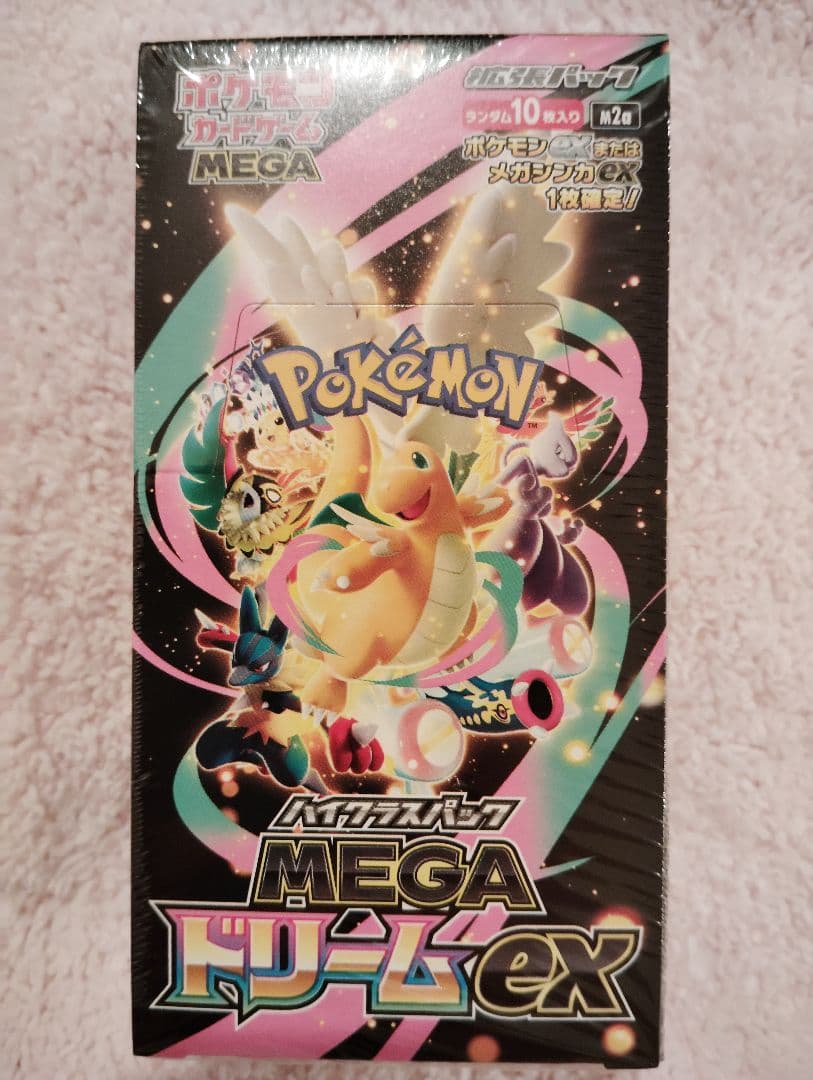 ポケモン
カードゲーム
MEGA
拡張パック
ランダム10枚入り M2a
ポケモンexまたは
メガシンカex
1枚確定!
POKéMON
TM
ハイクラスパック
MEGA
ドリームex